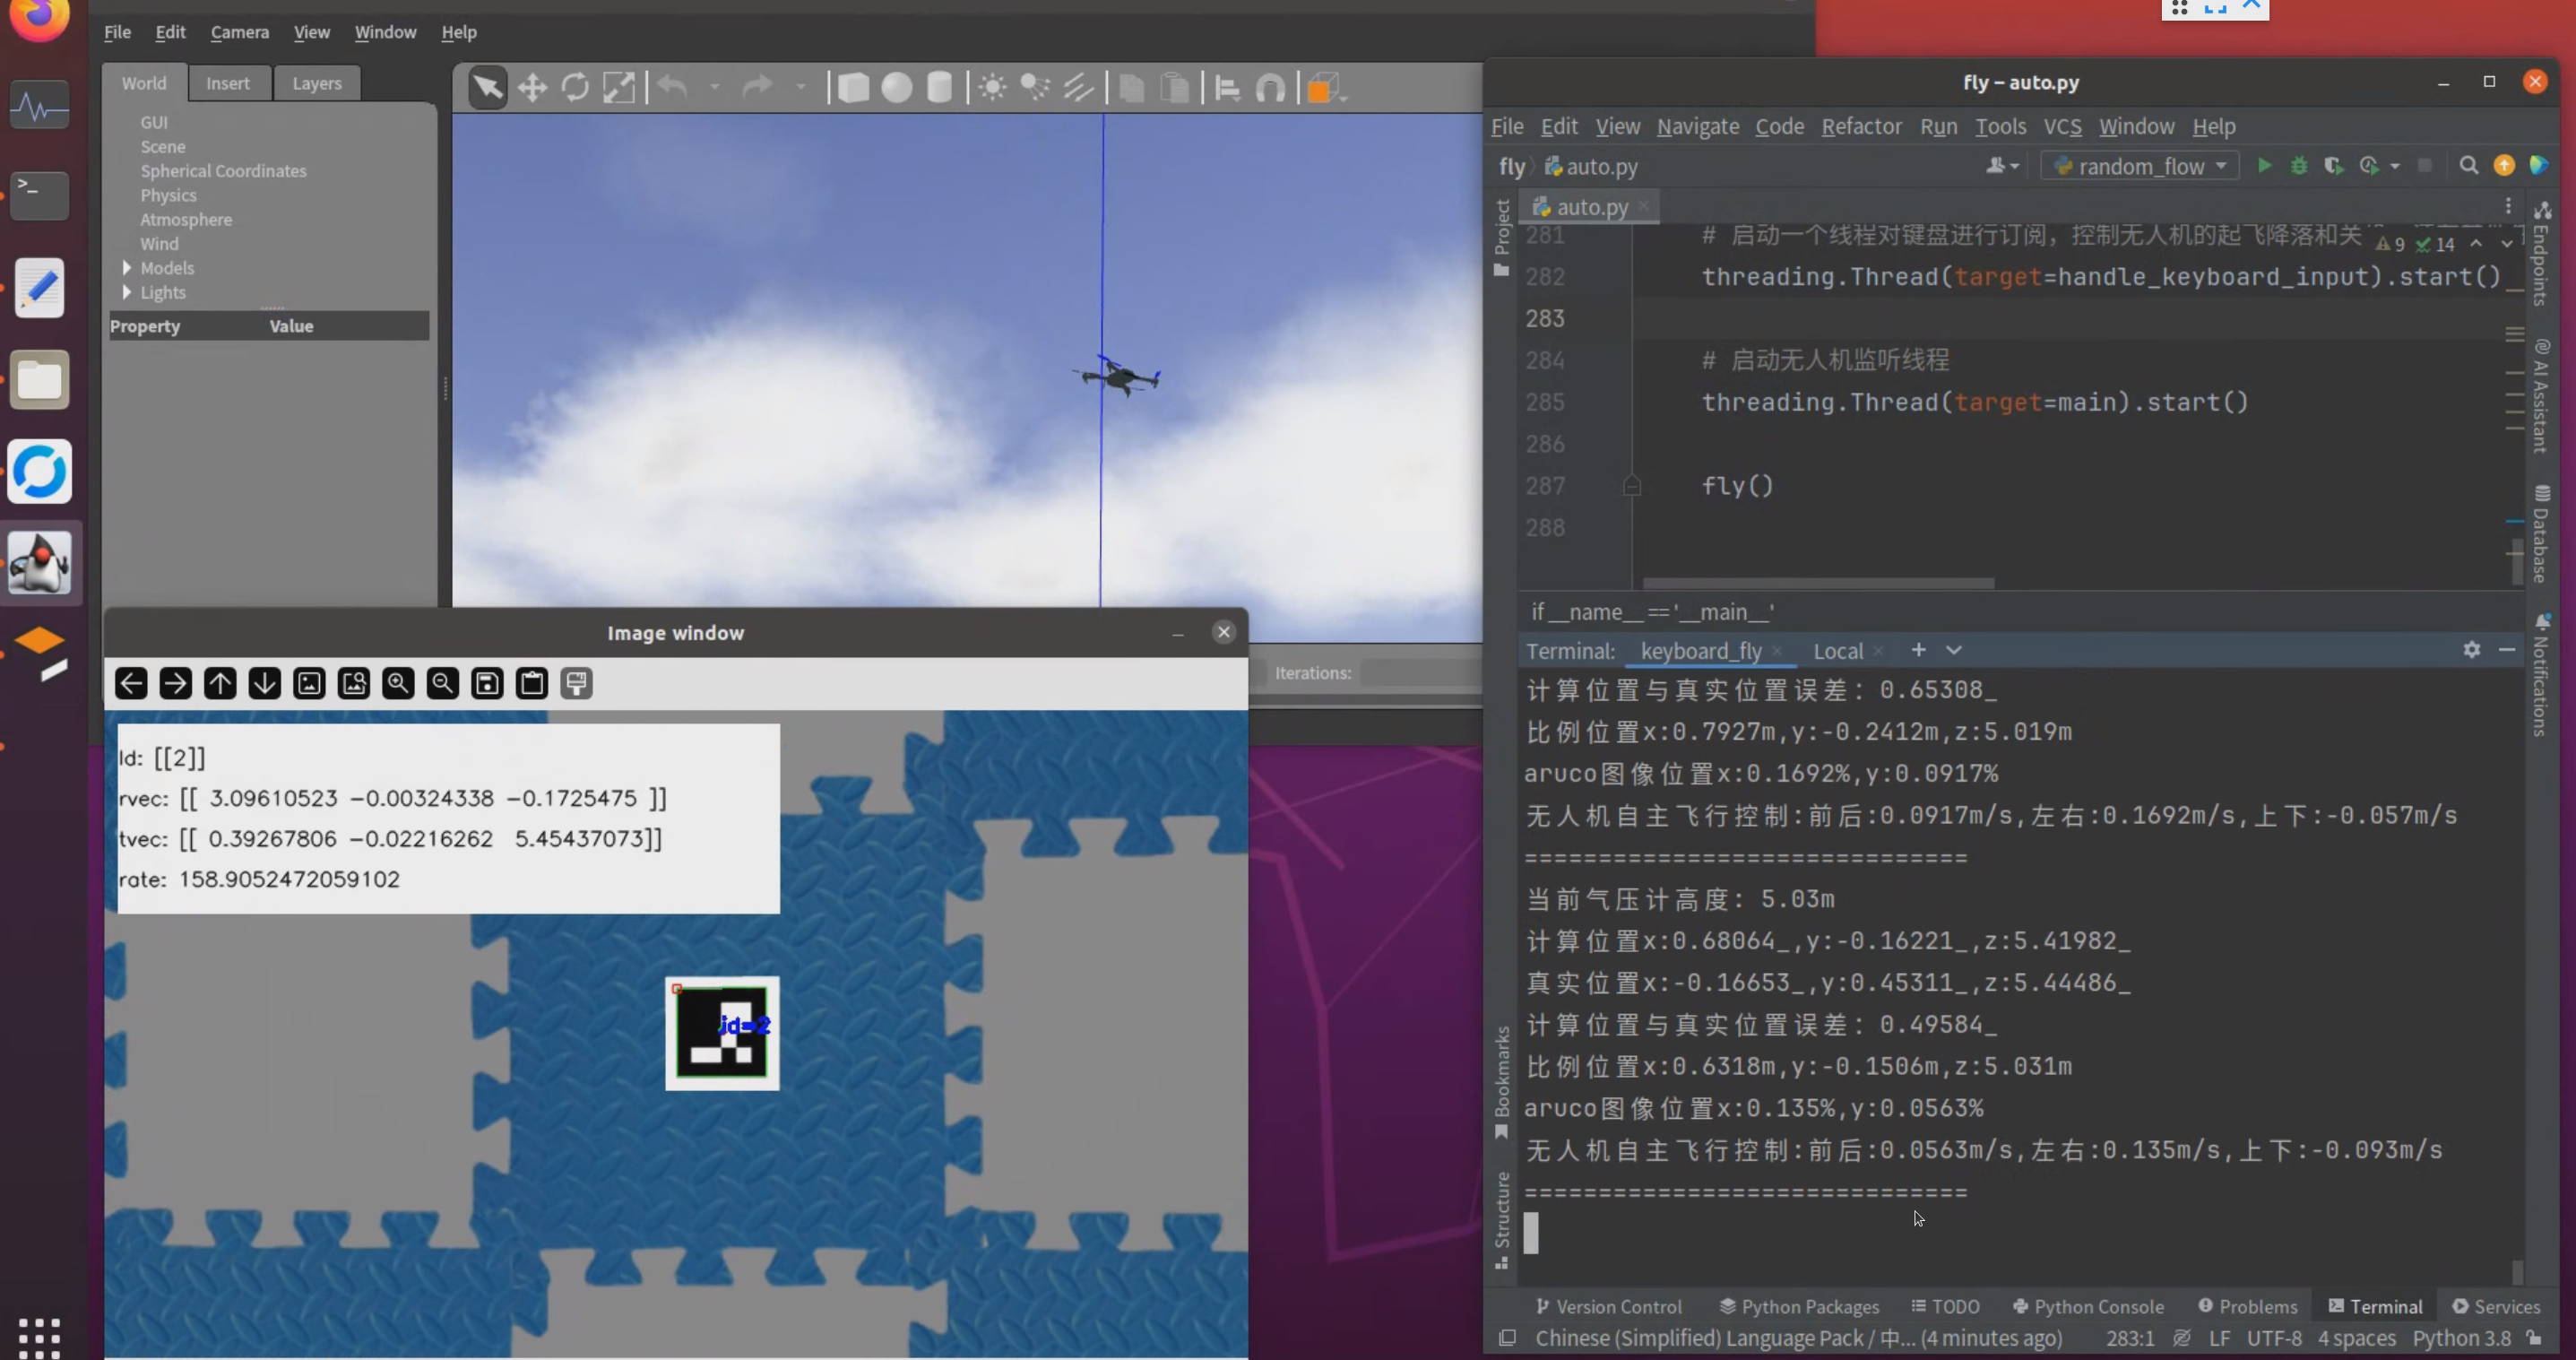 File Edit Camera View Window Help
World Insert Layers
GUI
Scene
Spherical Coordinates
Physics
Atmosphere
Wind
Models
Lights
Property Value
Iterations:
Image window
Id: [[2]]
rvec: [[ 3.09610523 -0.00324338 -0.1725475 ]]
tvec: [[ 0.39267806 -0.02216262 5.45437073]]
rate: 158.9052472059102
id=2
fly – auto.py
File Edit View Navigate Code Refactor Run Tools VCS Window Help
fly auto.py random_flow
Project
auto.py
281 # 启动一个线程对键盘进行订阅，控制无人机的起飞降落和关
9 14
282 threading.Thread(target=handle_keyboard_input).start()
283
284 # 启动无人机监听线程
285 threading.Thread(target=main).start()
286
287 fly()
288
if __name__ == '__main__'
Terminal: keyboard_fly Local
计算位置与真实位置误差: 0.65308_
比例位置x:0.7927m,y:-0.2412m,z:5.019m
aruco图像位置x:0.1692%,y:0.0917%
无人机自主飞行控制:前后:0.0917m/s,左右:0.1692m/s,上下:-0.057m/s
==============================
当前气压计高度: 5.03m
计算位置x:0.68064_,y:-0.16221_,z:5.41982_
真实位置x:-0.16653_,y:0.45311_,z:5.44486_
计算位置与真实位置误差: 0.49584_
比例位置x:0.6318m,y:-0.1506m,z:5.031m
aruco图像位置x:0.135%,y:0.0563%
无人机自主飞行控制:前后:0.0563m/s,左右:0.135m/s,上下:-0.093m/s
==============================
Bookmarks
Structure
Endpoints
AI Assistant
Database
Notifications
Version Control Python Packages TODO Python Console Problems Terminal Services
Chinese (Simplified) Language Pack / 中... (4 minutes ago) 283:1 LF UTF-8 4 spaces Python 3.8